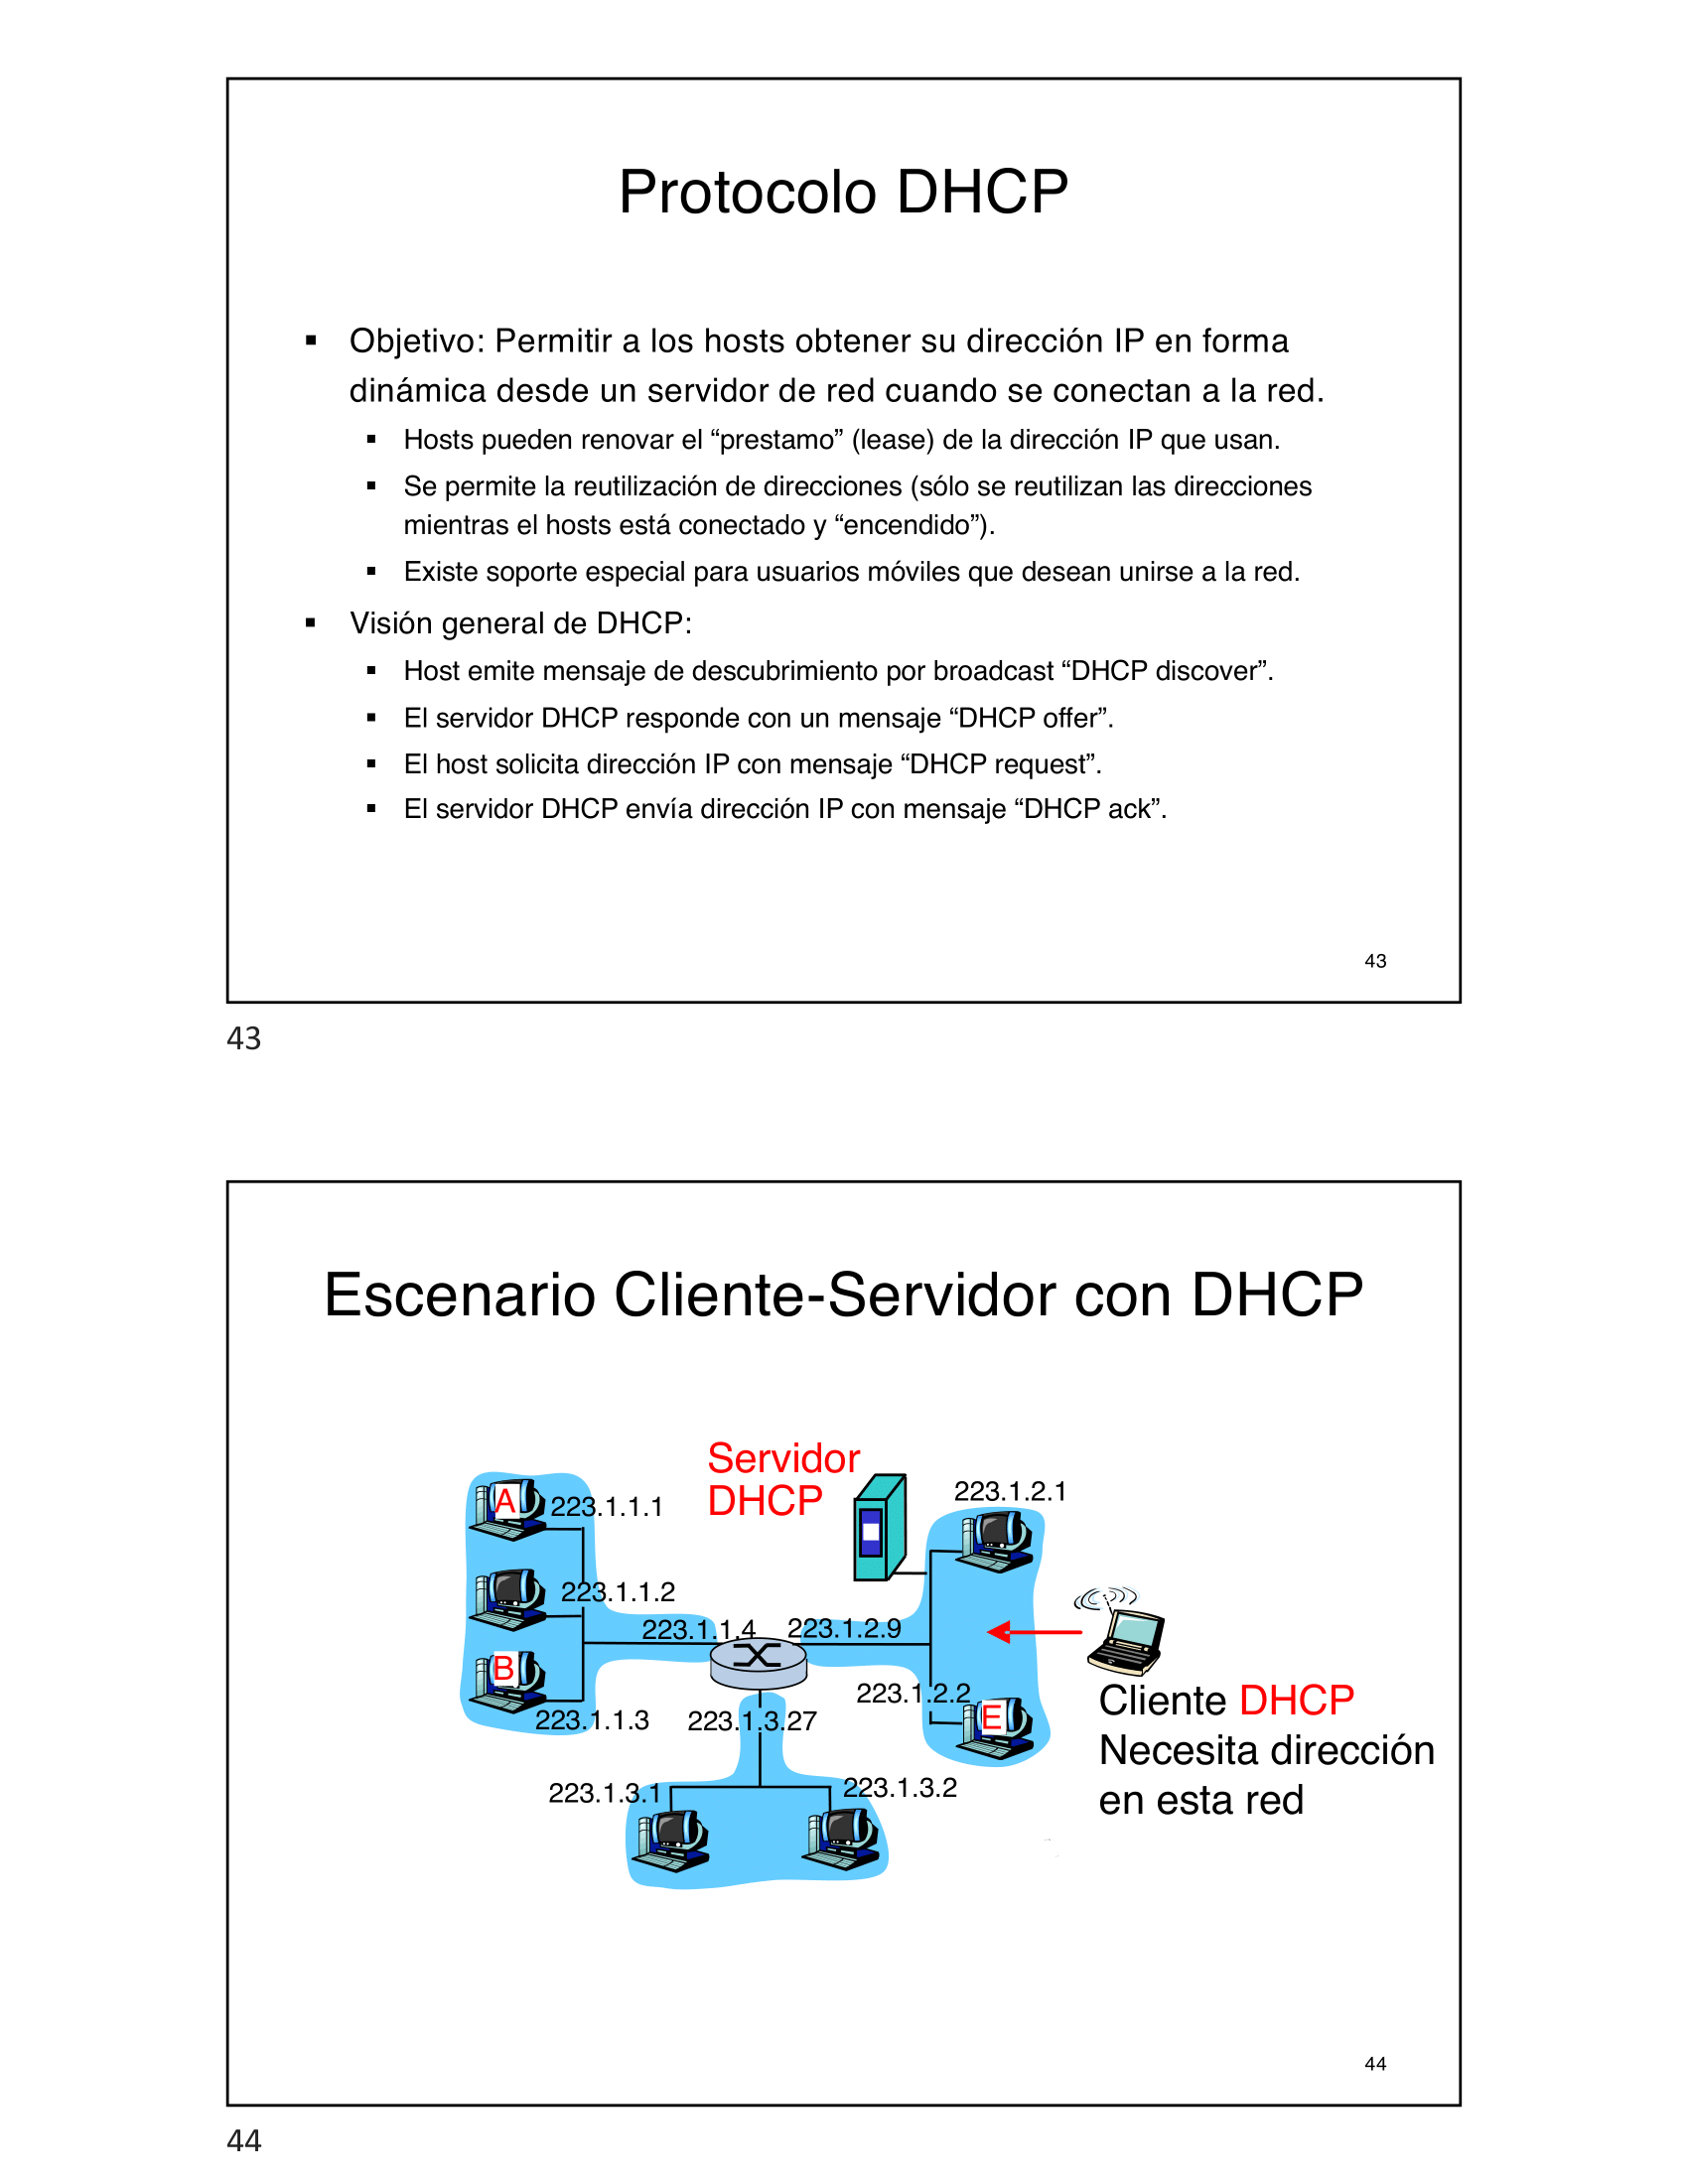 Protocolo DHCP
▪ Objetivo: Permitir a los hosts obtener su dirección IP en forma
dinámica desde un servidor de red cuando se conectan a la red.
▪ Hosts pueden renovar el “prestamo” (lease) de la dirección IP que usan.
▪ Se permite la reutilización de direcciones (sólo se reutilizan las direcciones
mientras el hosts está conectado y “encendido”).
▪ Existe soporte especial para usuarios móviles que desean unirse a la red.
▪ Visión general de DHCP:
▪ Host emite mensaje de descubrimiento por broadcast “DHCP discover”.
▪ El servidor DHCP responde con un mensaje “DHCP offer”.
▪ El host solicita dirección IP con mensaje “DHCP request”.
▪ El servidor DHCP envía dirección IP con mensaje “DHCP ack”.
43
43
Escenario Cliente-Servidor con DHCP
Servidor
DHCP
A
223.1.1.1
223.1.2.1
223.1.1.2
223.1.1.4
223.1.2.9
B
223.1.1.3
223.1.3.27
223.1.2.2
E
223.1.3.1
223.1.3.2
Cliente DHCP
Necesita dirección
en esta red
44
44